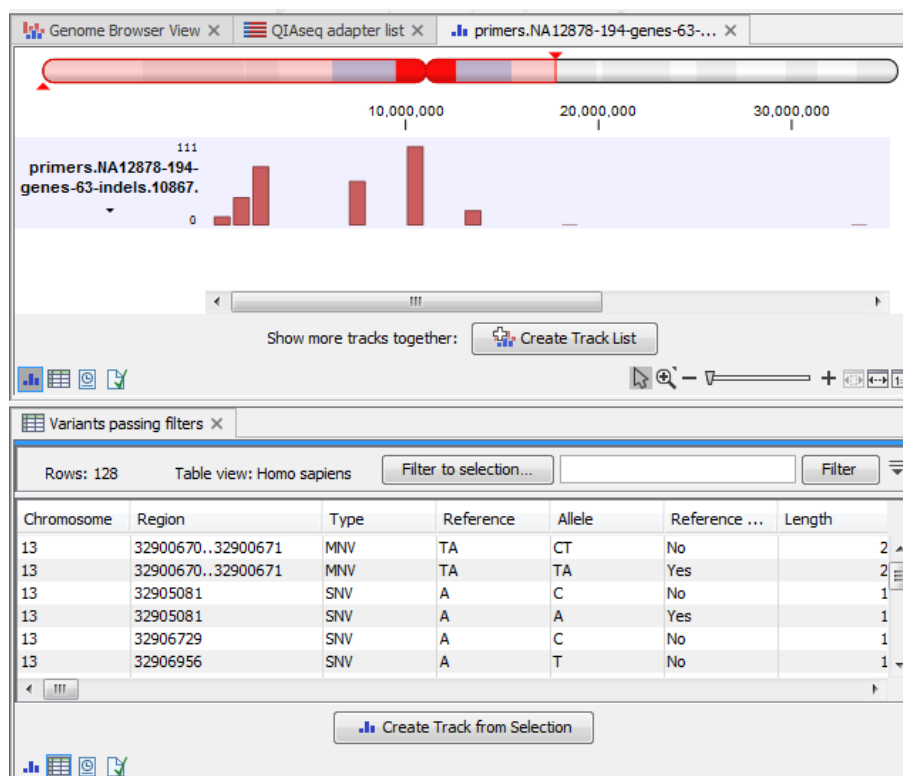 Genome Browser View QIAseq adapter list primers.NA12878-194-genes-63-...
10,000,000 20,000,000 30,000,000
111
primers.NA12878-194-
genes-63-indels.10867.
0
Show more tracks together: Create Track List
Variants passing filters
Rows: 128 Table view: Homo sapiens Filter to selection... Filter
Chromosome Region Type Reference Allele Reference ... Length
13 32900670..32900671 MNV TA CT No 2
13 32900670..32900671 MNV TA TA Yes 2
13 32905081 SNV A C No 1
13 32905081 SNV A A Yes 1
13 32906729 SNV A C No 1
13 32906956 SNV A T No 1
Create Track from Selection